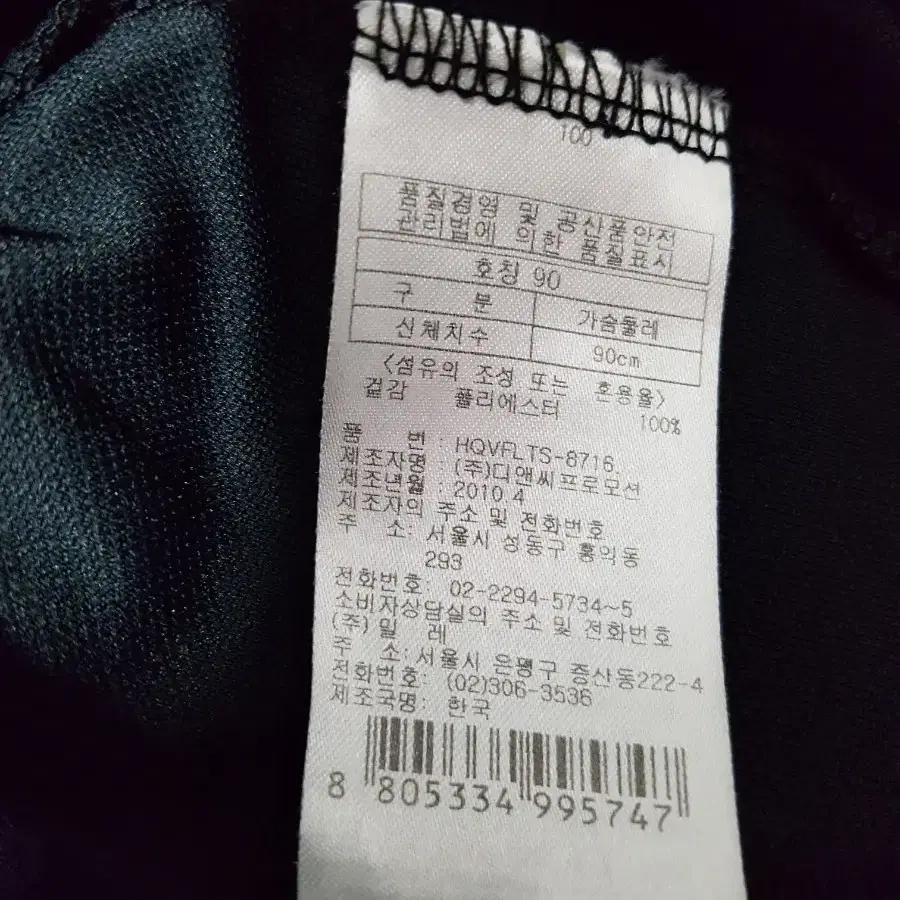 100
품질경영 및 공산품안전
관리법에 의한 품질표시
호칭 90
구 분 가슴둘레
신체치수 90cm
<섬유의 조성 또는 혼용율>
겉감 폴리에스터 100%
품 번 : HQVFLTS-8716.
제조자명 : (주)디앤씨프로모션
제조년월 : 2010.4
제조자의 주소 및 전화번호
주 소: 서울시 성동구 홍익동
293
전화번호: 02-2294-5734~5
소비자상담실의 주소 및 전화번호
(주) 밀 레
주 소: 서울시 은평구 증산동222-4
전화번호: (02)306-3536
제조국명: 한국
8 805334 995747